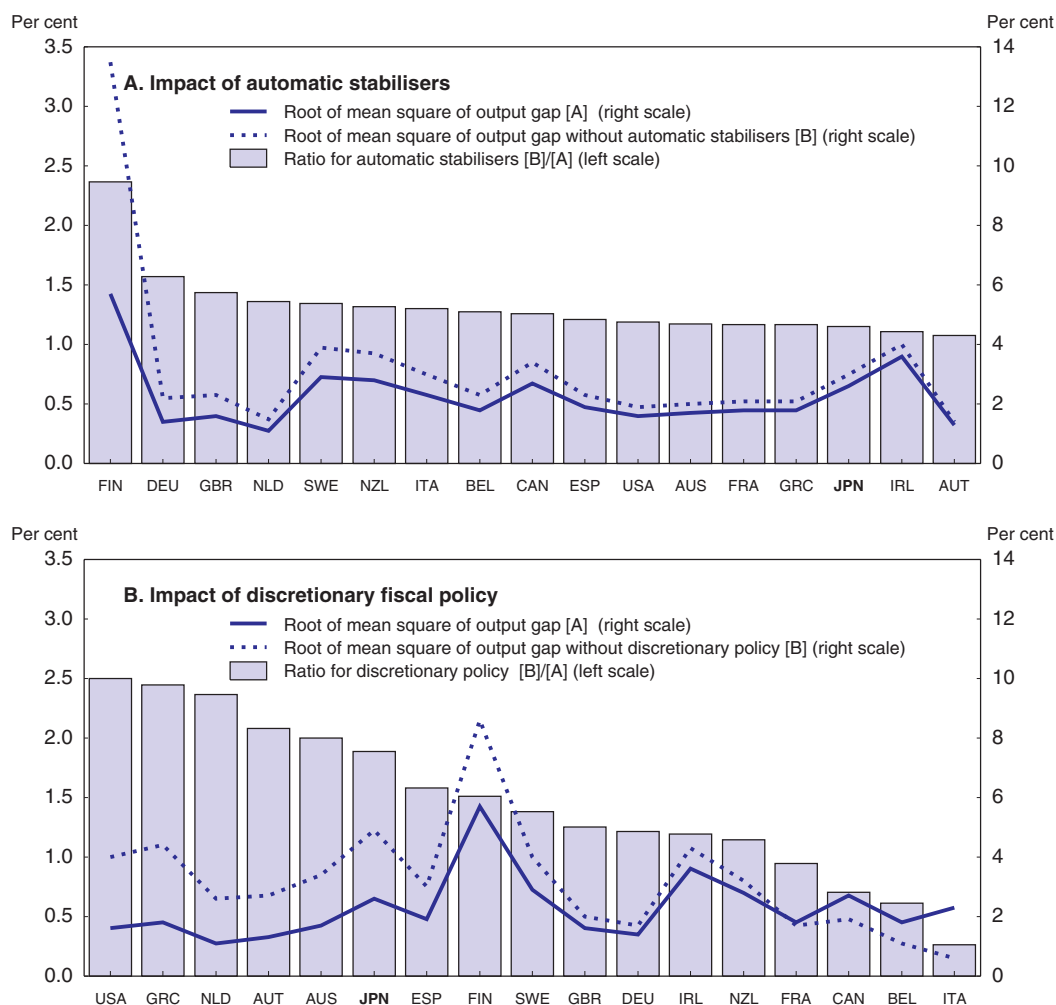 Per cent Per cent
3.5 14
A. Impact of automatic stabilisers
3.0 12
Root of mean square of output gap [A] (right scale)
Root of mean square of output gap without automatic stabilisers [B] (right scale)
Ratio for automatic stabilisers [B]/[A] (left scale)
2.5 10
2.0 8
1.5 6
1.0 4
0.5 2
0.0 0
FIN DEU GBR NLD SWE NZL ITA BEL CAN ESP USA AUS FRA GRC JPN IRL AUT
Per cent Per cent
3.5 14
B. Impact of discretionary fiscal policy
3.0 12
Root of mean square of output gap [A] (right scale)
Root of mean square of output gap without discretionary policy [B] (right scale)
Ratio for discretionary policy [B]/[A] (left scale)
2.5 10
2.0 8
1.5 6
1.0 4
0.5 2
0.0 0
USA GRC NLD AUT AUS JPN ESP FIN SWE GBR DEU IRL NZL FRA CAN BEL ITA